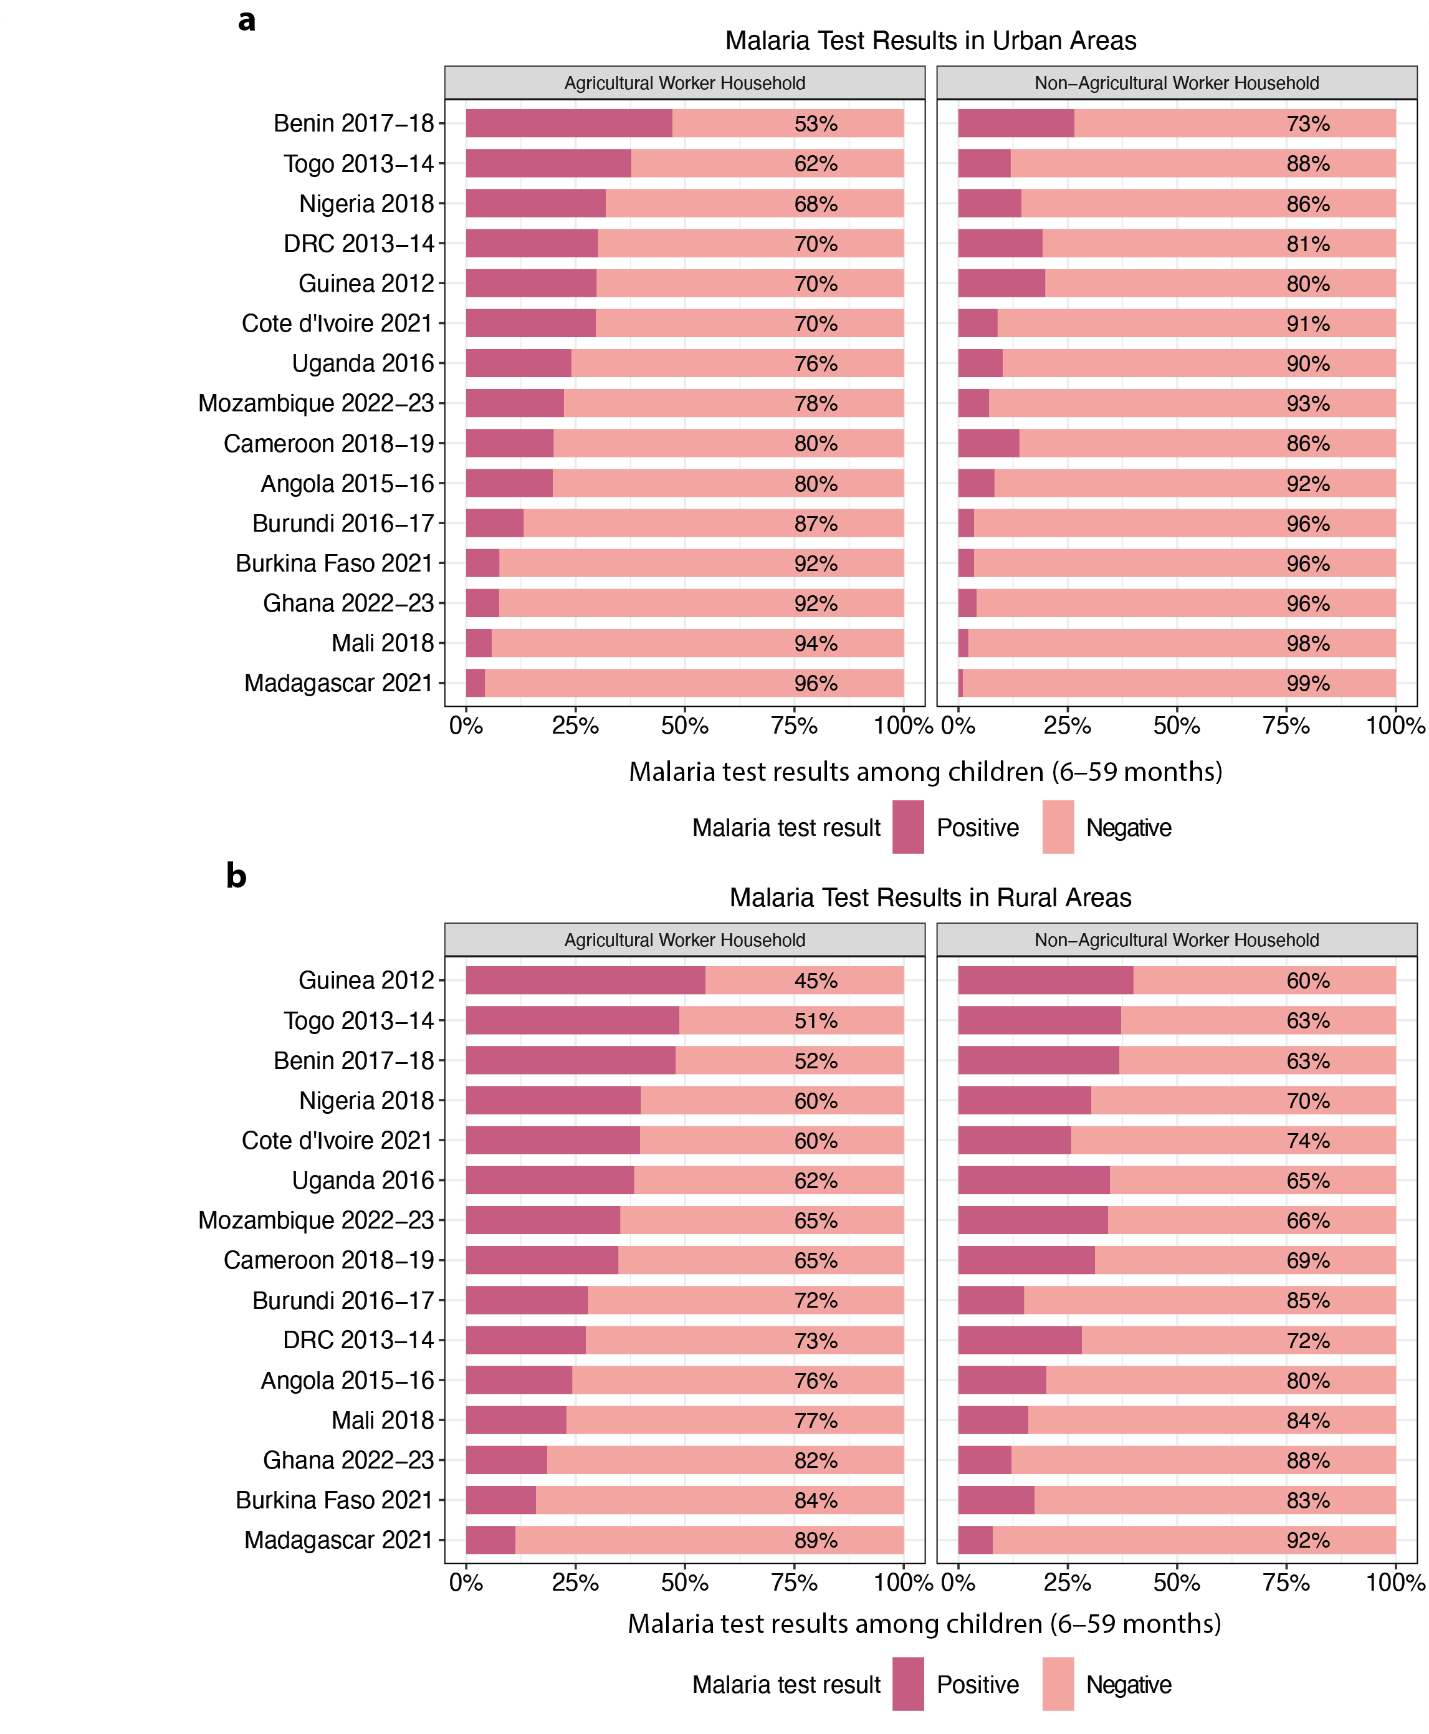 a
Malaria Test Results in Urban Areas
Agricultural Worker Household Non−Agricultural Worker Household
Benin 2017−18 53% 73%
Togo 2013−14 62% 88%
Nigeria 2018 68% 86%
DRC 2013−14 70% 81%
Guinea 2012 70% 80%
Cote d'Ivoire 2021 70% 91%
Uganda 2016 76% 90%
Mozambique 2022−23 78% 93%
Cameroon 2018−19 80% 86%
Angola 2015−16 80% 92%
Burundi 2016−17 87% 96%
Burkina Faso 2021 92% 96%
Ghana 2022−23 92% 96%
Mali 2018 94% 98%
Madagascar 2021 96% 99%
0% 25% 50% 75% 100% 0% 25% 50% 75% 100%
Malaria test results among children (6–59 months)
Malaria test result Positive Negative
b
Malaria Test Results in Rural Areas
Agricultural Worker Household Non−Agricultural Worker Household
Guinea 2012 45% 60%
Togo 2013−14 51% 63%
Benin 2017−18 52% 63%
Nigeria 2018 60% 70%
Cote d'Ivoire 2021 60% 74%
Uganda 2016 62% 65%
Mozambique 2022−23 65% 66%
Cameroon 2018−19 65% 69%
Burundi 2016−17 72% 85%
DRC 2013−14 73% 72%
Angola 2015−16 76% 80%
Mali 2018 77% 84%
Ghana 2022−23 82% 88%
Burkina Faso 2021 84% 83%
Madagascar 2021 89% 92%
0% 25% 50% 75% 100% 0% 25% 50% 75% 100%
Malaria test results among children (6–59 months)
Malaria test result Positive Negative